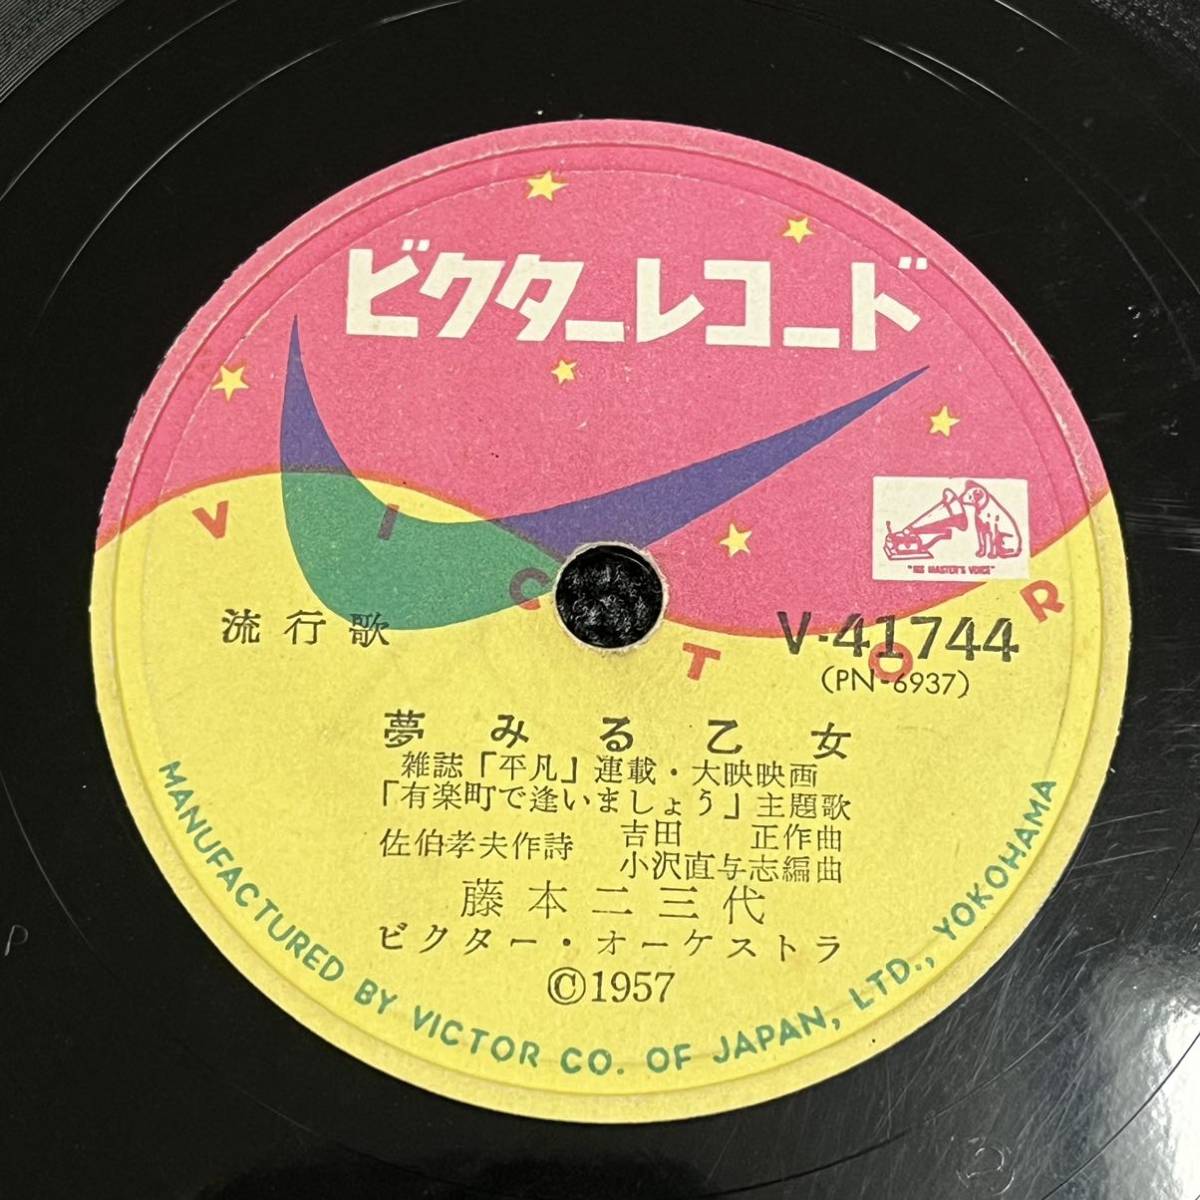 ビクターレコード
VICTOR
"HIS MASTER'S VOICE"
流行歌
V-41744
(PN-6937)
夢みる乙女
雑誌「平凡」連載・大映映画
「有楽町で逢いましょう」主題歌
佐伯孝夫作詩 吉田 正作曲
小沢直与志編曲
藤本二三代
ビクター・オーケストラ
©1957
MANUFACTURED BY VICTOR CO. OF JAPAN, LTD., YOKOHAMA